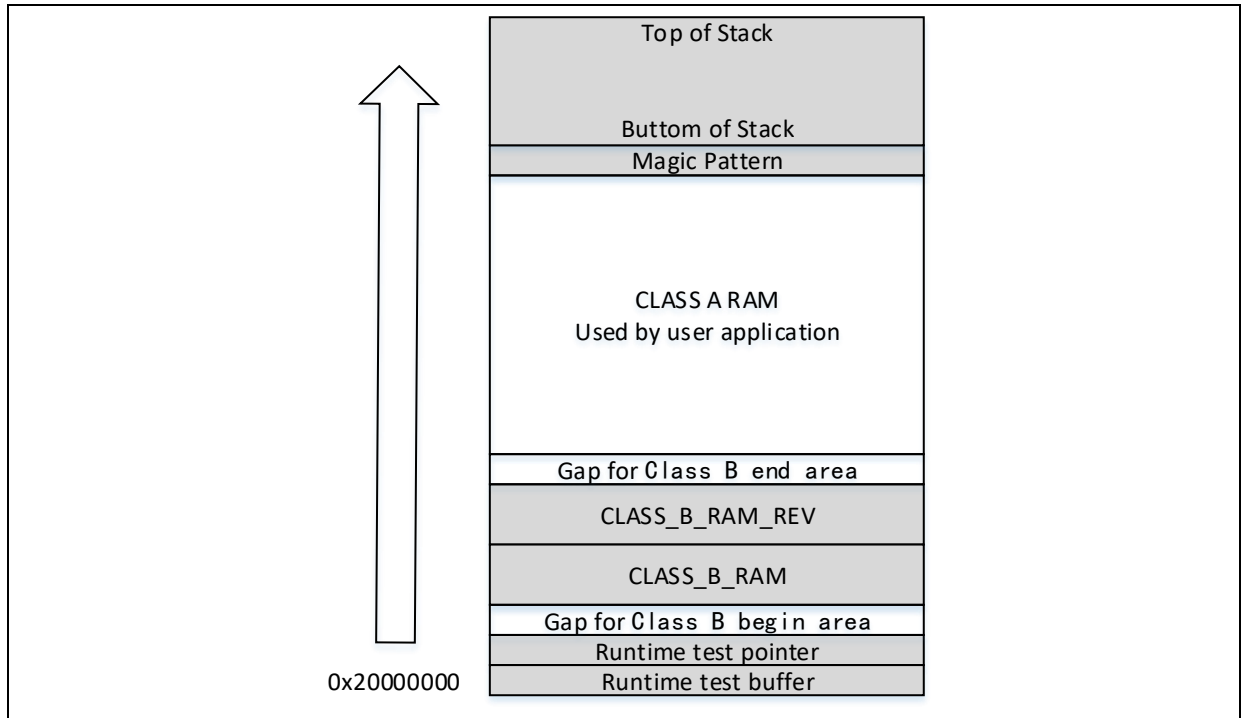 Top of Stack
Buttom of Stack
Magic Pattern
CLASS A RAM
Used by user application
Gap for Class B end area
CLASS_B_RAM_REV
CLASS_B_RAM
Gap for Class B begin area
Runtime test pointer
0x20000000
Runtime test buffer